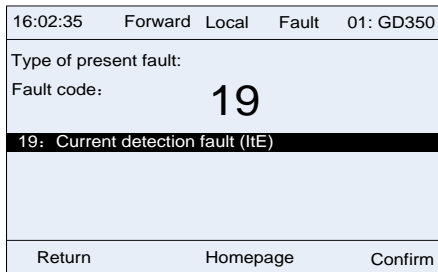 16:02:35 Forward Local Fault 01: GD350
Type of present fault:
Fault code：
19
19：Current detection fault (ItE)
Return Homepage Confirm